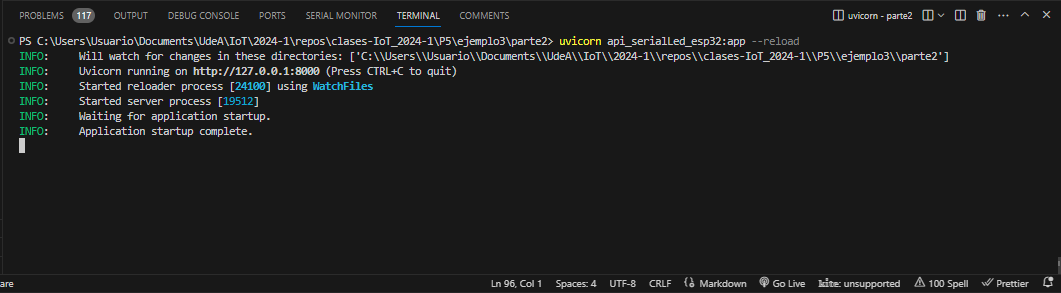 PROBLEMS 117 OUTPUT DEBUG CONSOLE PORTS SERIAL MONITOR TERMINAL COMMENTS uvicorn - parte2
PS C:\Users\Usuario\Documents\UdeA\IoT\2024-1\repos\clases-IoT_2024-1\P5\ejemplo3\parte2> uvicorn api_serialLed_esp32:app --reload
INFO: Will watch for changes in these directories: ['C:\\Users\\Usuario\\Documents\\UdeA\\IoT\\2024-1\\repos\\clases-IoT_2024-1\\P5\\ejemplo3\\parte2']
INFO: Uvicorn running on http://127.0.0.1:8000 (Press CTRL+C to quit)
INFO: Started reloader process [24100] using WatchFiles
INFO: Started server process [19512]
INFO: Waiting for application startup.
INFO: Application startup complete.
are Ln 96, Col 1 Spaces: 4 UTF-8 CRLF Markdown Go Live kite: unsupported 100 Spell Prettier